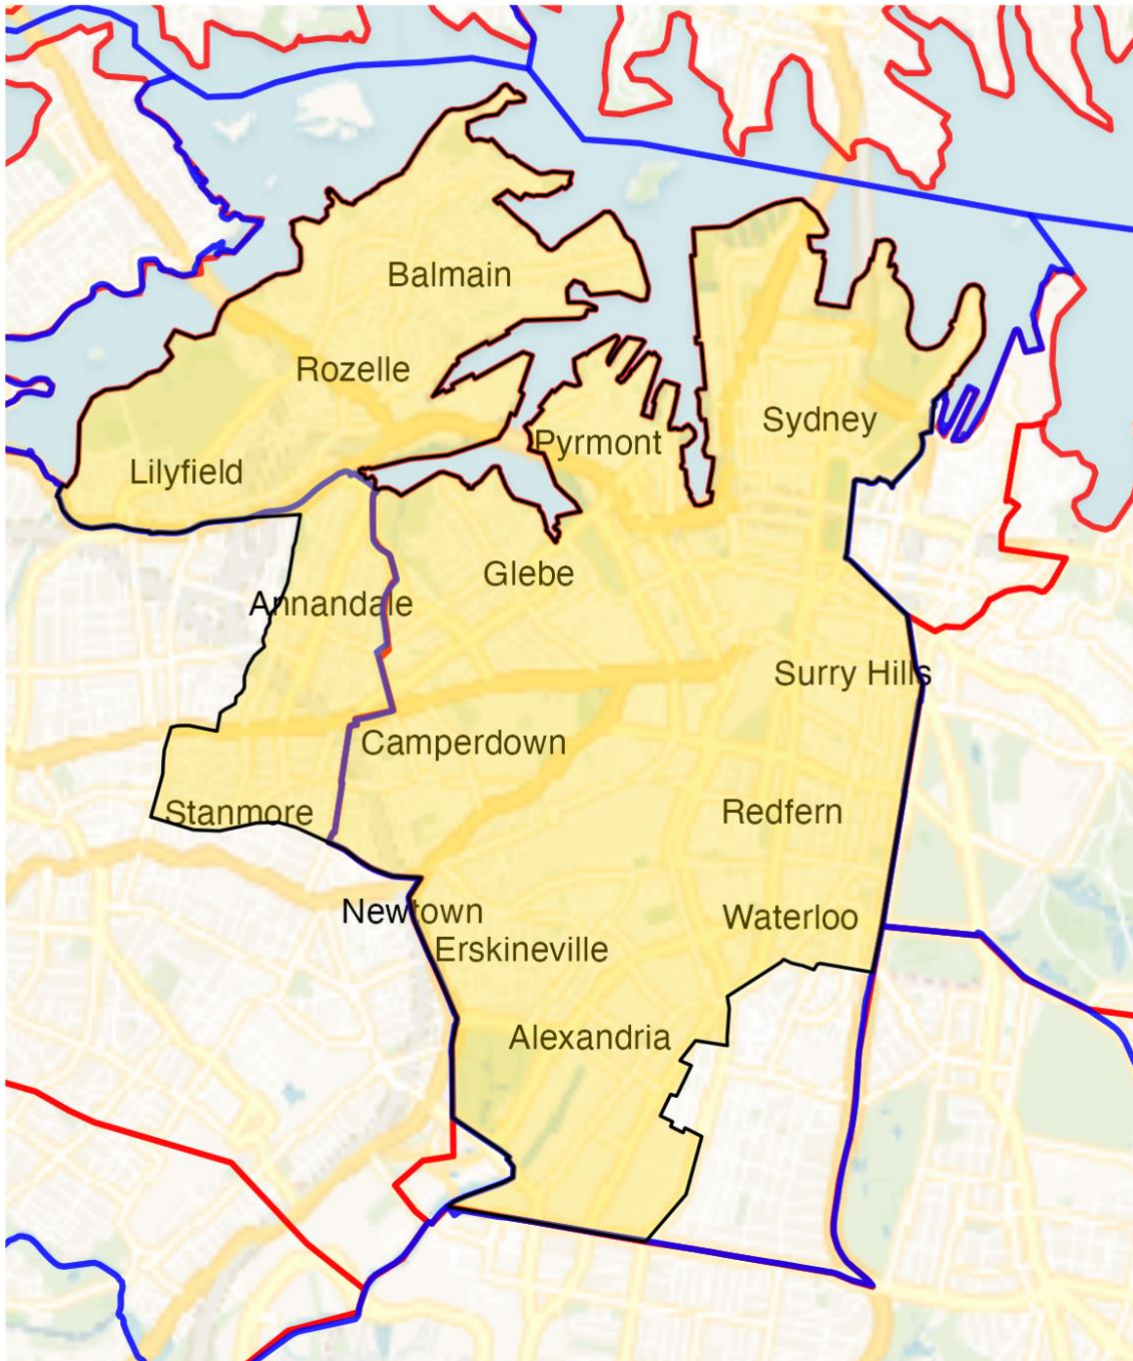 Balmain
Rozelle
Sydney
Pyrmont
Lilyfield
Glebe
Annandale
Surry Hills
Camperdown
Stanmore
Redfern
Newtown
Waterloo
Erskineville
Alexandria